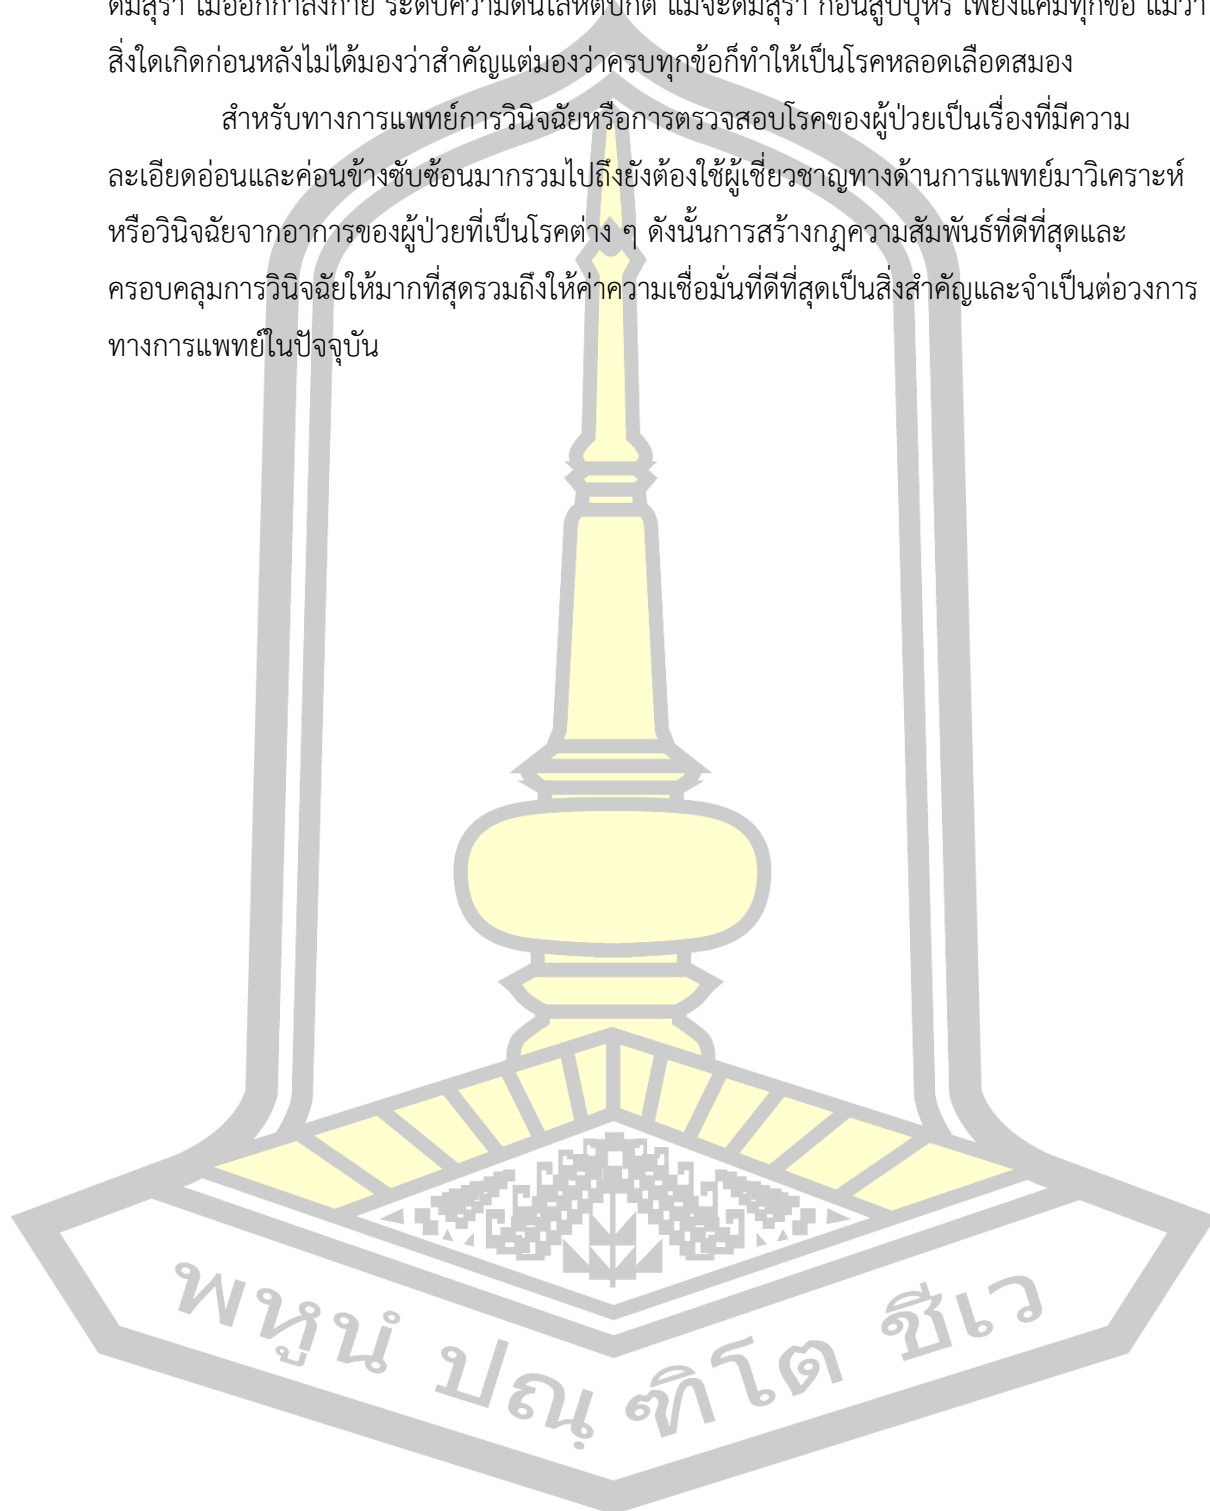 ดื่มสุรา ไม่ออกกำลังกาย ระดับความดันโลหิตปกติ แม้จะดื่มสุรา ก่อนสูบบุหรี่ เพียงแค่มีทุกข้อ แม้ว่า
สิ่งใดเกิดก่อนหลังไม่ได้มองว่าสำคัญแต่มองว่าครบทุกข้อก็ทำให้เป็นโรคหลอดเลือดสมอง
สำหรับทางการแพทย์การวินิจฉัยหรือการตรวจสอบโรคของผู้ป่วยเป็นเรื่องที่มีความ
ละเอียดอ่อนและค่อนข้างซับซ้อนมากรวมไปถึงยังต้องใช้ผู้เชี่ยวชาญทางด้านการแพทย์มาวิเคราะห์
หรือวินิจฉัยจากอาการของผู้ป่วยที่เป็นโรคต่าง ๆ ดังนั้นการสร้างกฎความสัมพันธ์ที่ดีที่สุดและ
ครอบคลุมการวินิจฉัยให้มากที่สุดรวมถึงให้ค่าความเชื่อมั่นที่ดีที่สุดเป็นสิ่งสำคัญและจำเป็นต่อวงการ
ทางการแพทย์ในปัจจุบัน
พหูนํ ปณฺ ฑิโต ชีเว